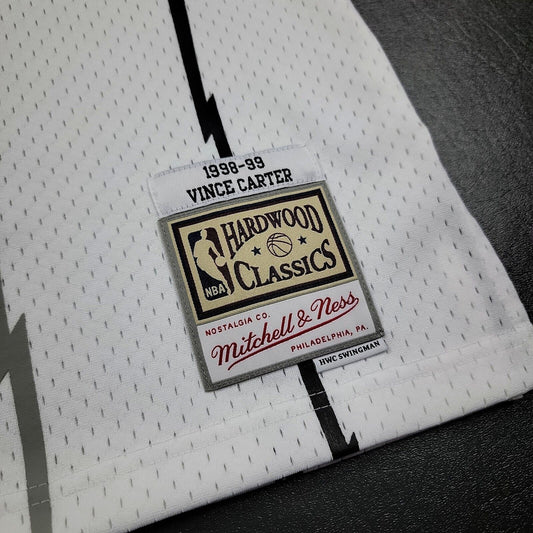 1998-99
VINCE CARTER
NBA
HARDWOOD
CLASSICS
NOSTALGIA CO.
Mitchell & Ness
PHILADELPHIA, PA.
HWC SWINGMAN